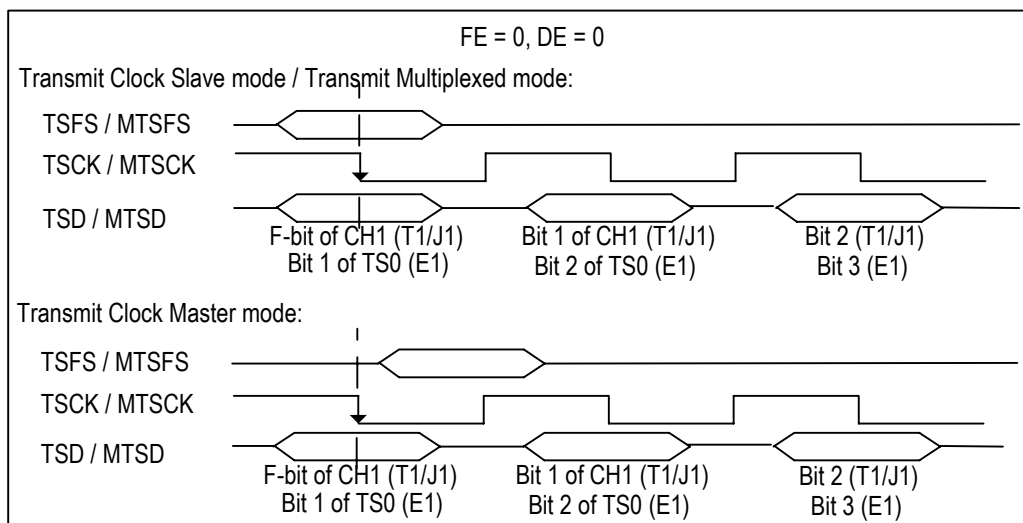 FE = 0, DE = 0
Transmit Clock Slave mode / Transmit Multiplexed mode:
TSFS / MTSFS
TSCK / MTSCK
TSD / MTSD
F-bit of CH1 (T1/J1) Bit 1 of CH1 (T1/J1) Bit 2 (T1/J1)
Bit 1 of TS0 (E1) Bit 2 of TS0 (E1) Bit 3 (E1)
Transmit Clock Master mode:
TSFS / MTSFS
TSCK / MTSCK
TSD / MTSD
F-bit of CH1 (T1/J1) Bit 1 of CH1 (T1/J1) Bit 2 (T1/J1)
Bit 1 of TS0 (E1) Bit 2 of TS0 (E1) Bit 3 (E1)